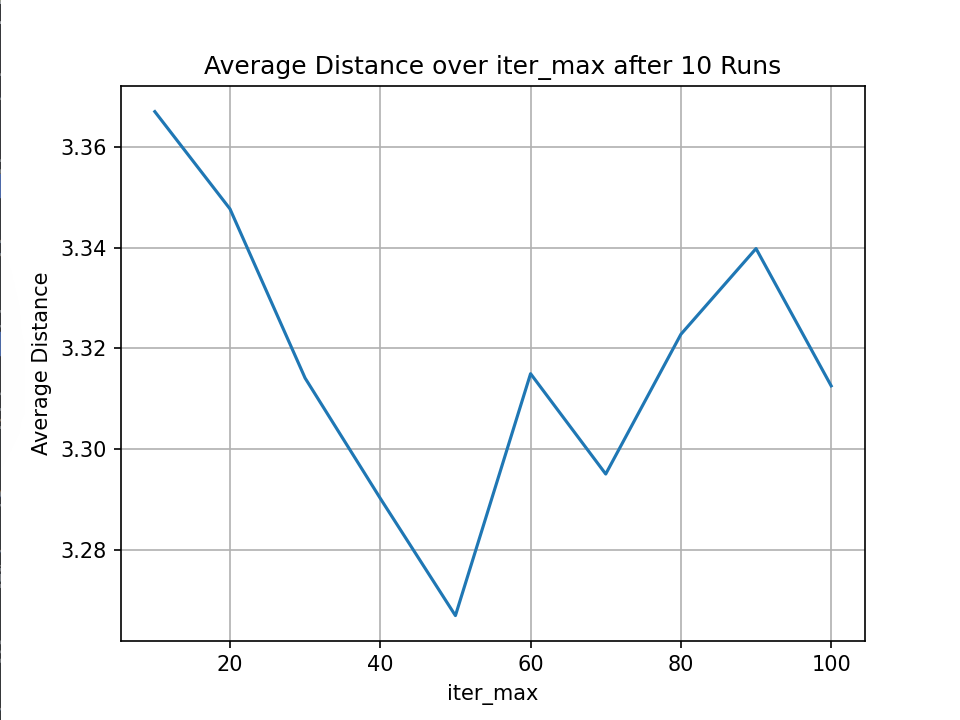 Average Distance over iter_max after 10 Runs
3.36
3.34
3.32
3.30
3.28
Average Distance
20 40 60 80 100
iter_max